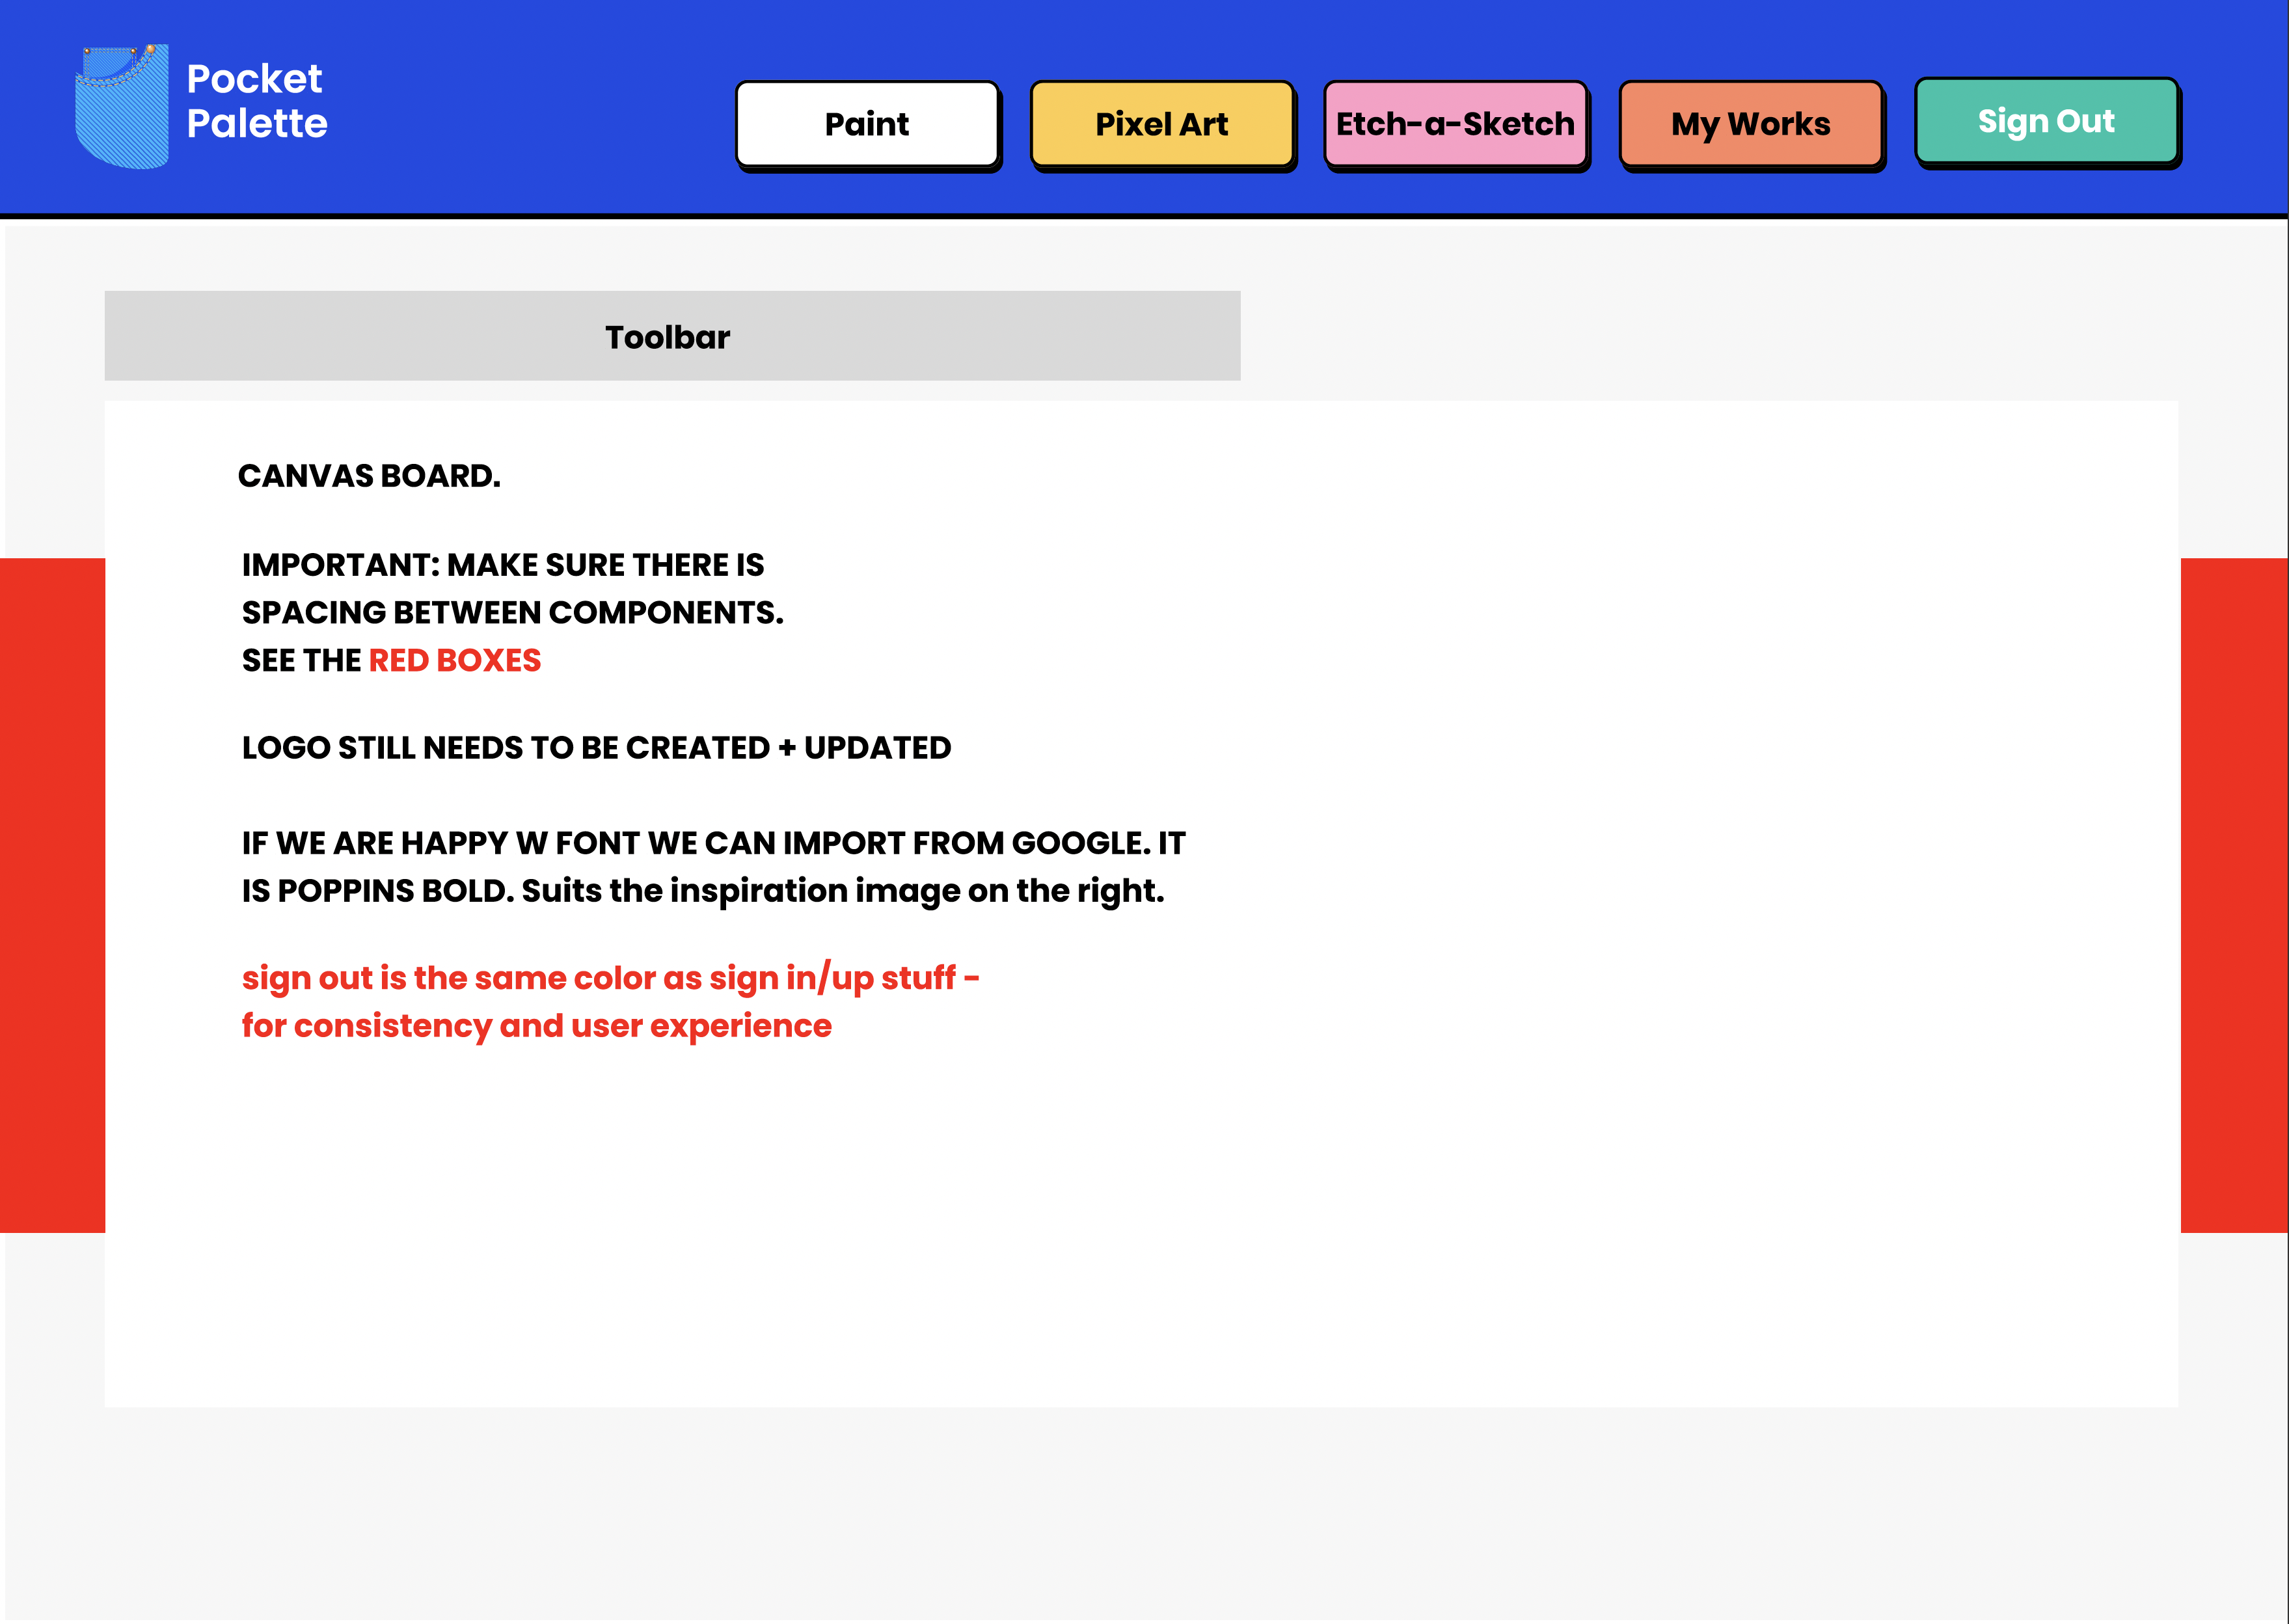 Pocket
Palette
Paint
Pixel Art
Etch-a-Sketch
My Works
Sign Out
Toolbar
CANVAS BOARD.
IMPORTANT: MAKE SURE THERE IS
SPACING BETWEEN COMPONENTS.
SEE THE RED BOXES
LOGO STILL NEEDS TO BE CREATED + UPDATED
IF WE ARE HAPPY W FONT WE CAN IMPORT FROM GOOGLE. IT
IS POPPINS BOLD. Suits the inspiration image on the right.
sign out is the same color as sign in/up stuff -
for consistency and user experience